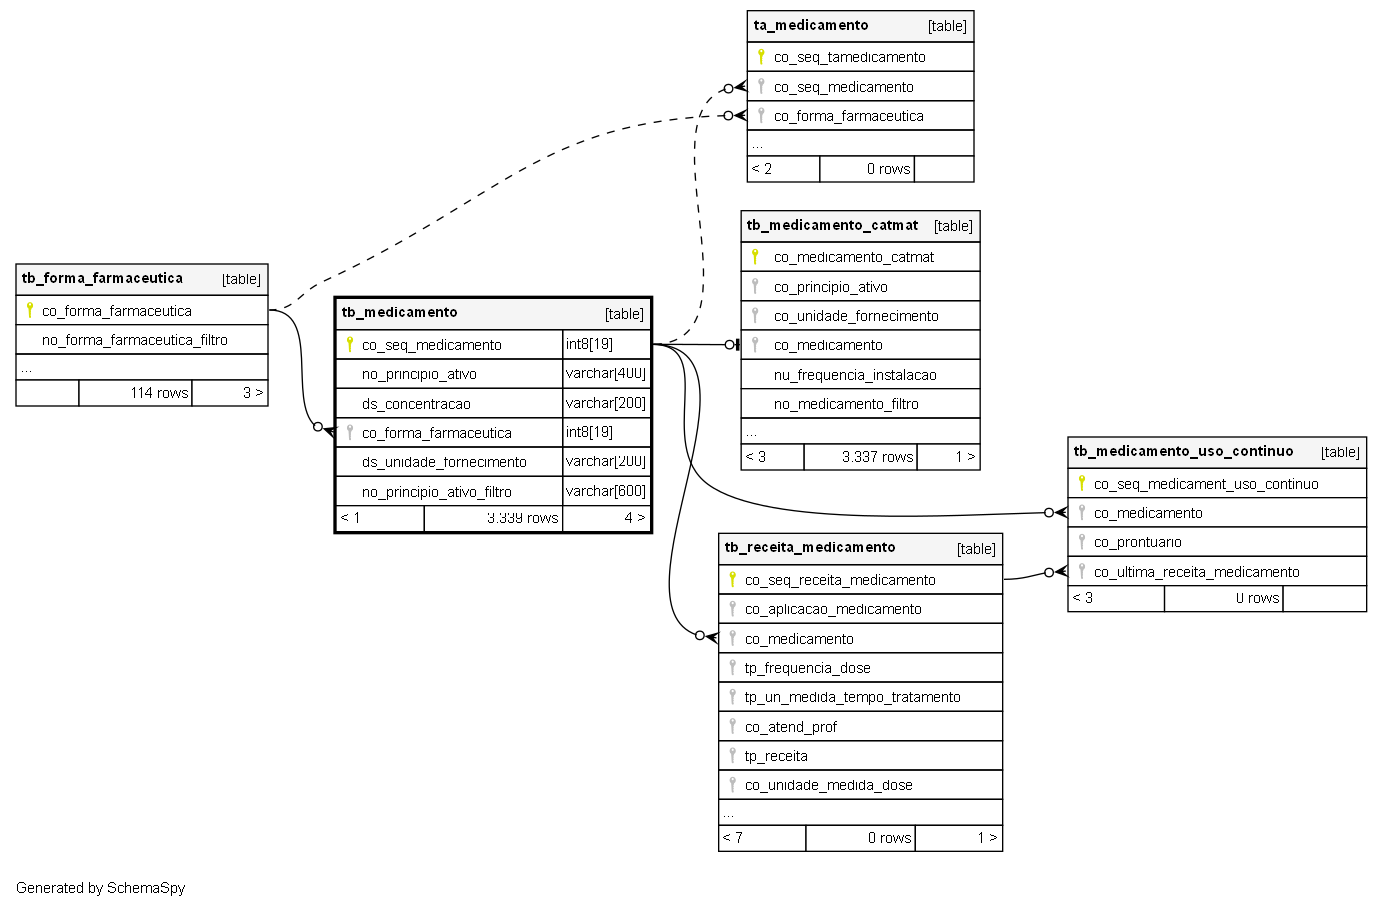 ta_medicamento [table]
co_seq_tamedicamento
co_seq_medicamento
co_forma_farmaceutica
...
< 2 0 rows
tb_medicamento_catmat [table]
co_medicamento_catmat
co_principio_ativo
co_unidade_fornecimento
co_medicamento
nu_frequencia_instalacao
no_medicamento_filtro
...
< 3 3.337 rows 1 >
tb_forma_farmaceutica [table]
co_forma_farmaceutica
no_forma_farmaceutica_filtro
...
114 rows 3 >
tb_medicamento [table]
co_seq_medicamento int8[19]
no_principio_ativo varchar[400]
ds_concentracao varchar[200]
co_forma_farmaceutica int8[19]
ds_unidade_fornecimento varchar[200]
no_principio_ativo_filtro varchar[600]
< 1 3.339 rows 4 >
tb_medicamento_uso_continuo [table]
co_seq_medicament_uso_continuo
co_medicamento
co_prontuario
co_ultima_receita_medicamento
< 3 0 rows
tb_receita_medicamento [table]
co_seq_receita_medicamento
co_aplicacao_medicamento
co_medicamento
tp_frequencia_dose
tp_un_medida_tempo_tratamento
co_atend_prof
tp_receita
co_unidade_medida_dose
...
< 7 0 rows 1 >
Generated by SchemaSpy